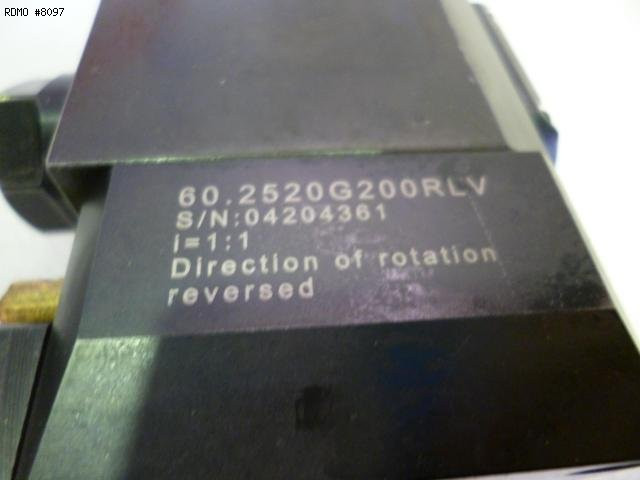 RDMO #8097
60.2520G200RLV
S/N:04204361
i=1:1
Direction of rotation
reversed